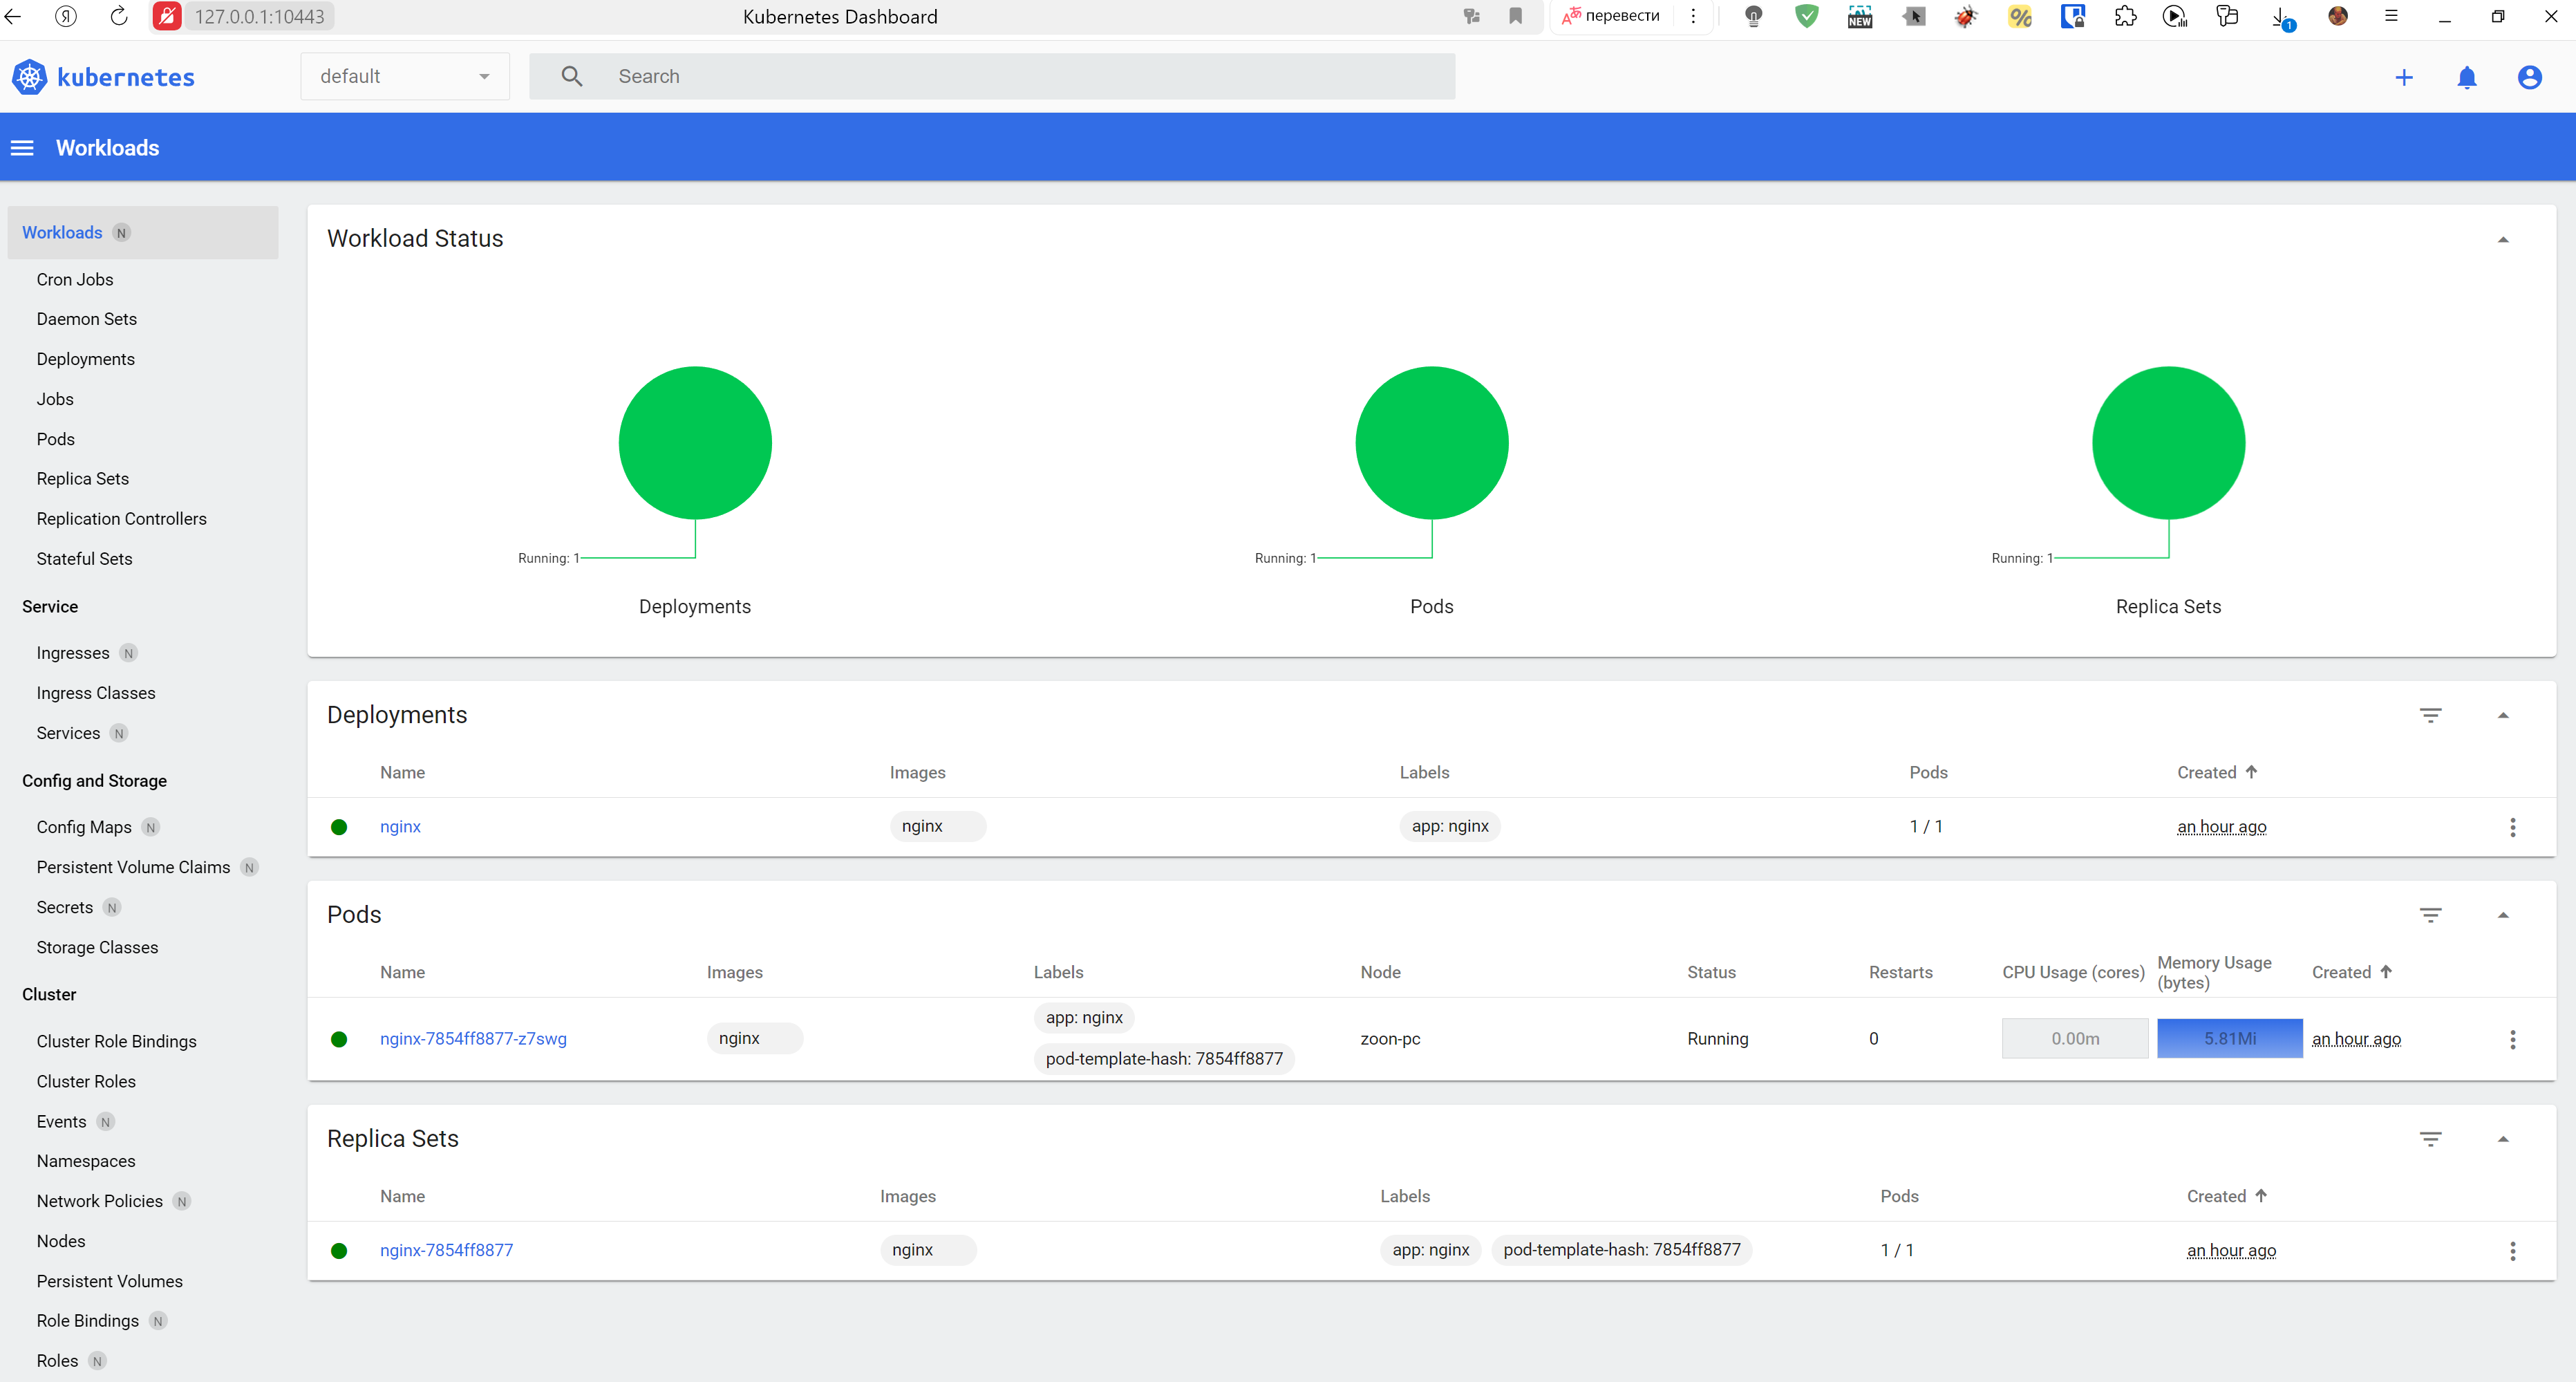 127.0.0.1:10443
Kubernetes Dashboard
перевести
NEW
1
kubernetes
default
Search
Workloads
Workloads N
Cron Jobs
Daemon Sets
Deployments
Jobs
Pods
Replica Sets
Replication Controllers
Stateful Sets
Service
Ingresses N
Ingress Classes
Services N
Config and Storage
Config Maps N
Persistent Volume Claims N
Secrets N
Storage Classes
Cluster
Cluster Role Bindings
Cluster Roles
Events N
Namespaces
Network Policies N
Nodes
Persistent Volumes
Role Bindings N
Roles N
Workload Status
Running: 1
Deployments
Running: 1
Pods
Running: 1
Replica Sets
Deployments
Name Images Labels Pods Created
nginx nginx app: nginx 1 / 1 an hour ago
Pods
Name Images Labels Node Status Restarts CPU Usage (cores) Memory Usage (bytes) Created
nginx-7854ff8877-z7swg nginx app: nginx pod-template-hash: 7854ff8877 zoon-pc Running 0 0.00m 5.81Mi an hour ago
Replica Sets
Name Images Labels Pods Created
nginx-7854ff8877 nginx app: nginx pod-template-hash: 7854ff8877 1 / 1 an hour ago